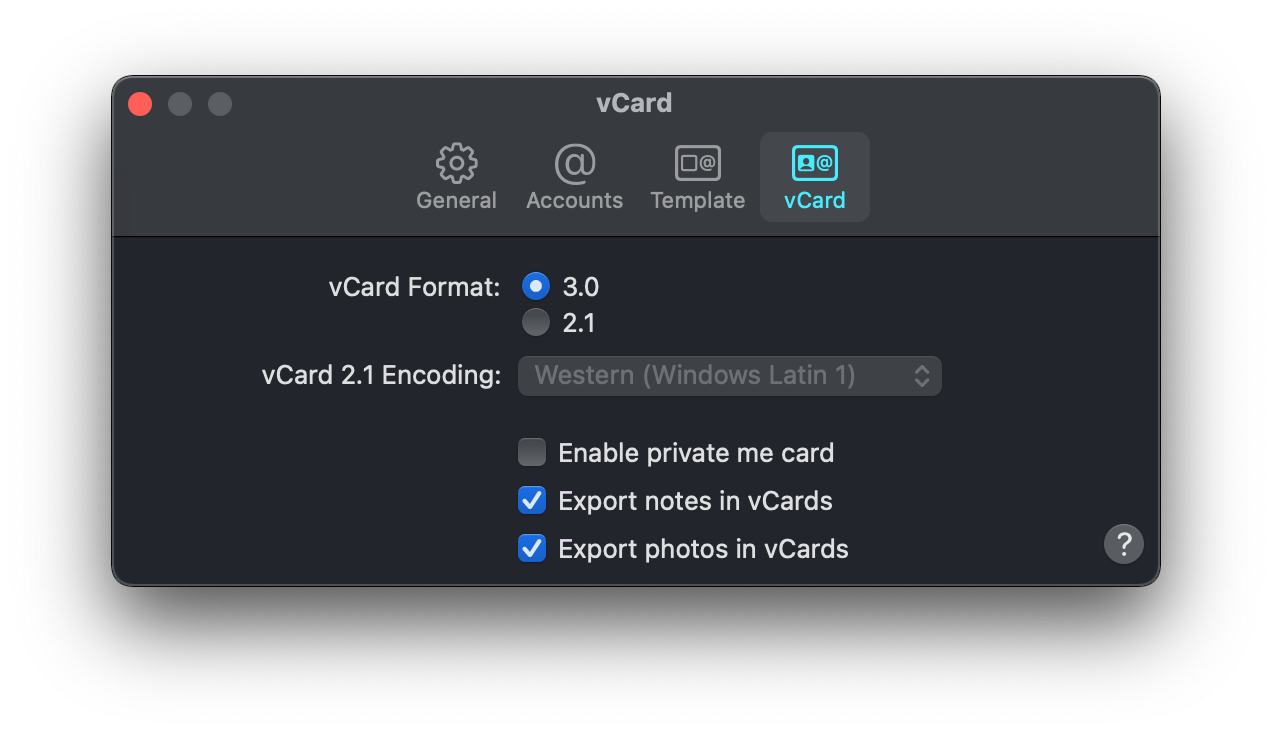 vCard
@
@
@
General Accounts Template vCard
vCard Format: 3.0
2.1
vCard 2.1 Encoding: Western (Windows Latin 1)
Enable private me card
Export notes in vCards
Export photos in vCards
?